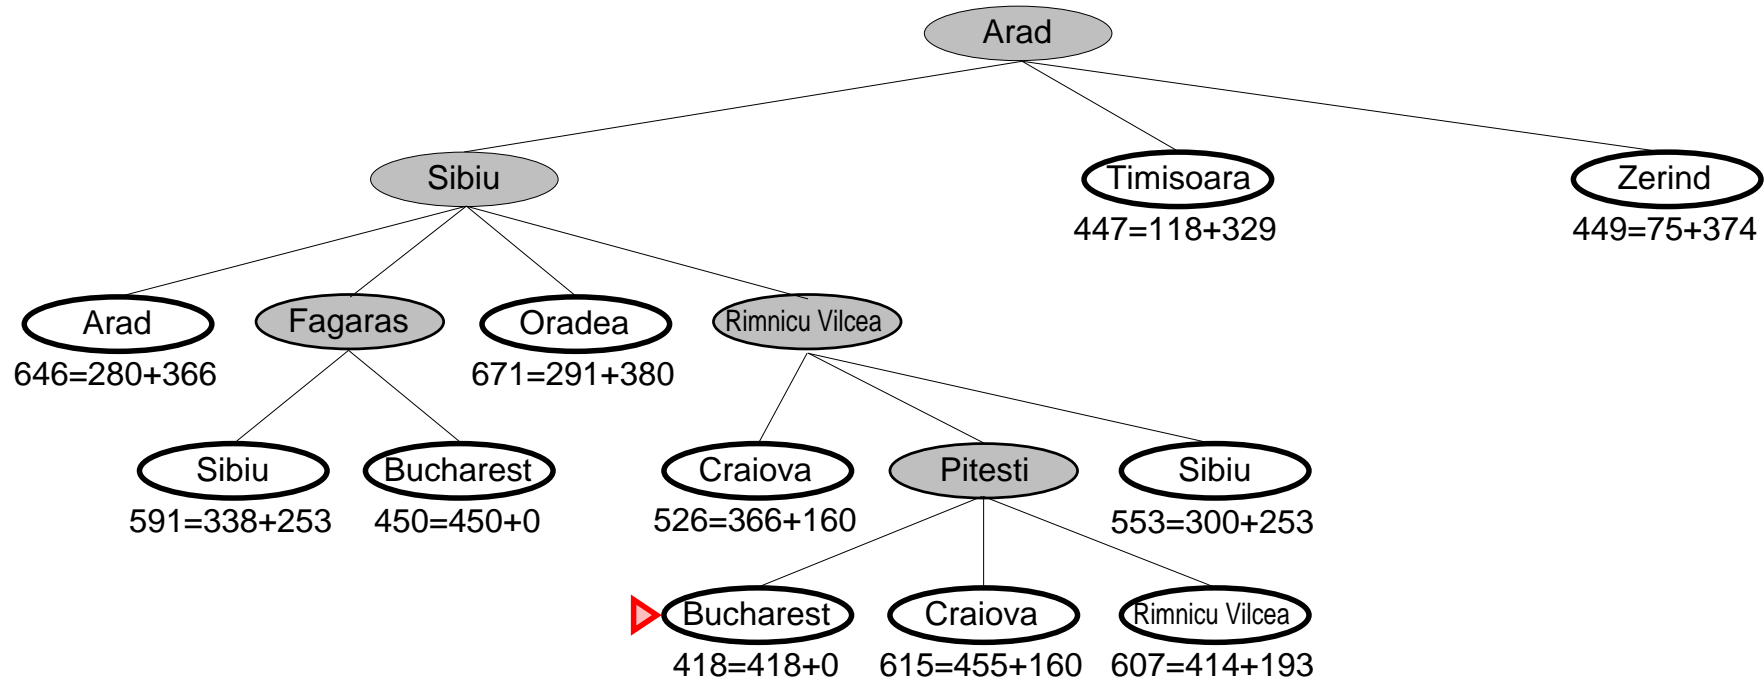 Arad
Sibiu
Timisoara
Zerind
447=118+329
449=75+374
Arad
Fagaras
Oradea
Rimnicu Vilcea
646=280+366
671=291+380
Sibiu
Bucharest
Craiova
Pitesti
Sibiu
591=338+253
450=450+0
526=366+160
553=300+253
Bucharest
Craiova
Rimnicu Vilcea
418=418+0
615=455+160
607=414+193